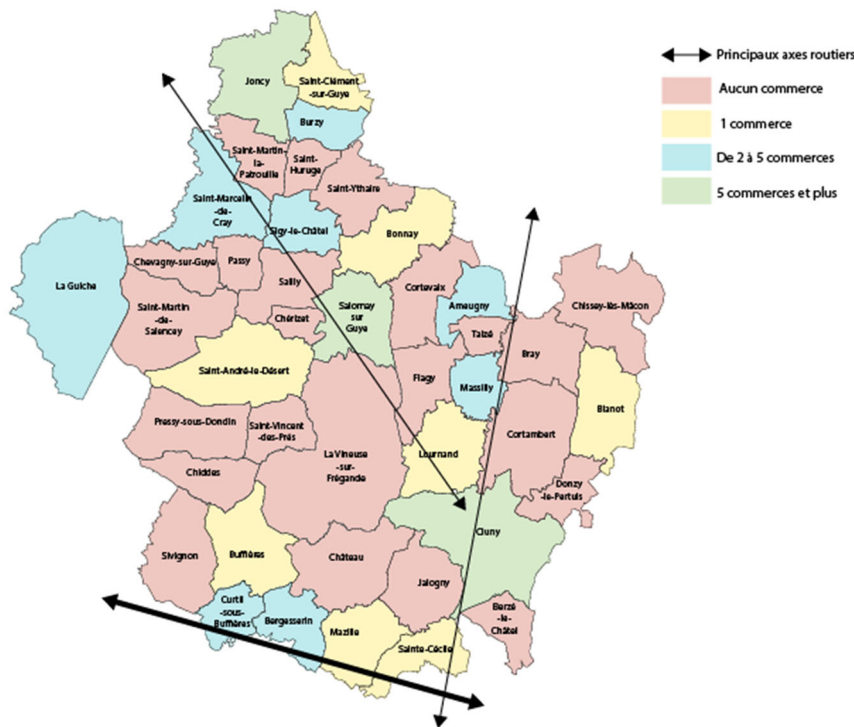 Principaux axes routiers
Aucun commerce
1 commerce
De 2 à 5 commerces
5 commerces et plus
Joncy
Saint-Clément
-sur-Guye
Burzy
Saint-Martin-
la-
Patrouille
Saint-
Huruge
Saint-Ythaire
Saint-Marcelin
-de-
Cray
Sigy-le-Châtel
Bonnay
La Guiche
Chevagny-sur-Guye
Passy
Sailly
Cortevaix
Ameugny
Chissey-lès-Mâcon
Saint-Martin
-de-
Salencey
Chérizet
Salornay
sur
Guye
Taizé
Bray
Saint-André-le-Désert
Flagy
Massilly
Blanot
Pressy-sous-Dondin
Saint-Vincent
-des-Prés
La Vineuse
-sur-
Frégande
Lournand
Cortambert
Chiddes
Donzy
-le-Pertuis
Cluny
Sivignon
Buffières
Château
Jalogny
Curtil
-sous-
Buffières
Bergesserin
Mazille
Sainte-Cécile
Berzé
-le-
Châtel